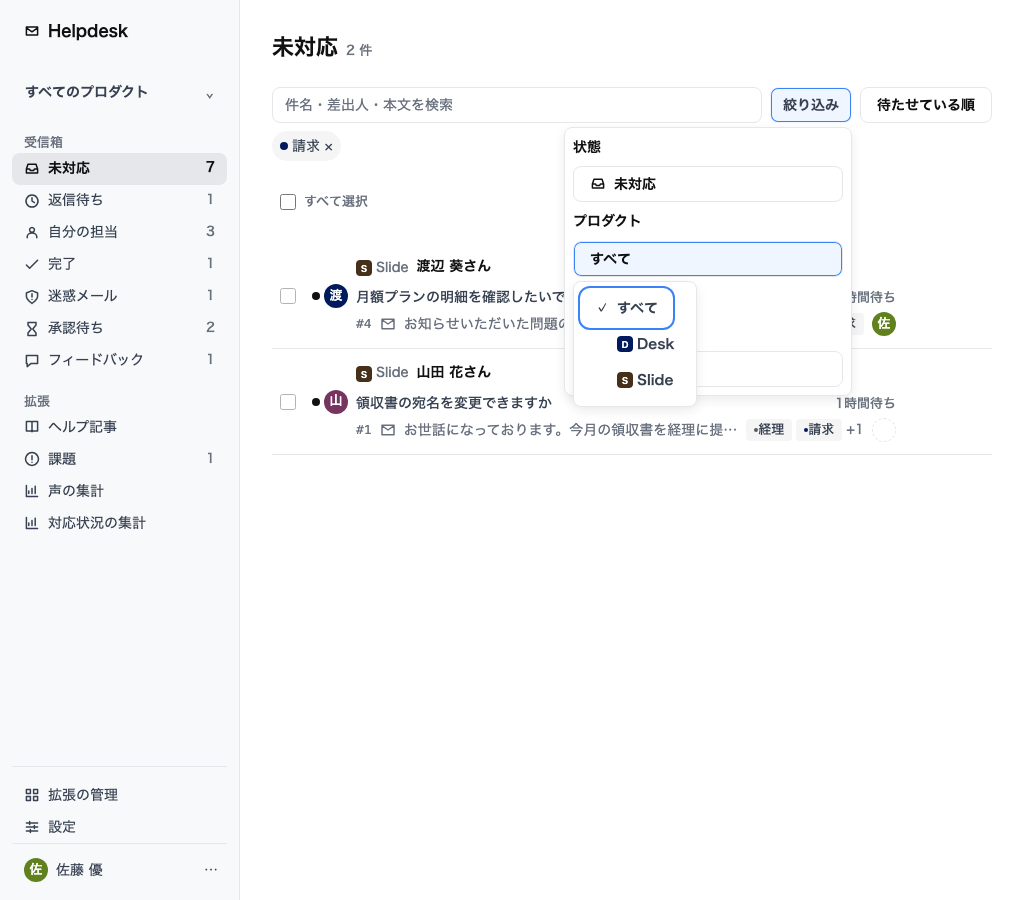 Helpdesk
すべてのプロダクト
受信箱
未対応 7
返信待ち 1
自分の担当 3
完了 1
迷惑メール 1
承認待ち 2
フィードバック 1
拡張
ヘルプ記事
課題 1
声の集計
対応状況の集計
拡張の管理
設定
佐 佐藤 優 …
未対応 2 件
件名・差出人・本文を検索 絞り込み 待たせている順
請求 ×
状態
未対応
プロダクト
すべて
✓ すべて
D Desk
S Slide
すべて選択
S Slide 渡辺 葵さん
渡 月額プランの明細を確認したいで 時間待ち
#4 お知らせいただいた問題 佐
S Slide 山田 花さん
山 領収書の宛名を変更できますか 1時間待ち
#1 お世話になっております。今月の領収書を経理に提… •経理 •請求 +1